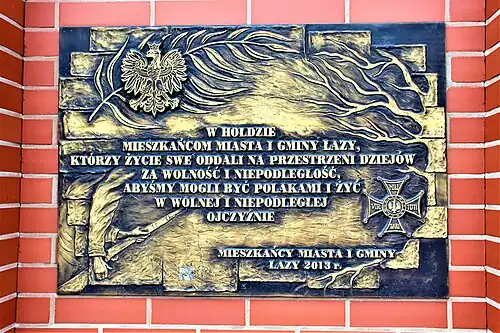 W HOŁDZIE
MIESZKAŃCOM MIASTA I GMINY ŁAZY,
KTÓRZY ŻYCIE SWE ODDALI NA PRZESTRZENI DZIEJÓW
ZA WOLNOŚĆ I NIEPODLEGŁOŚĆ,
ABYŚMY MOGLI BYĆ POLAKAMI I ŻYĆ
W WOLNEJ I NIEPODLEGŁEJ
OJCZYŹNIE
MIESZKAŃCY MIASTA I GMINY
ŁAZY 2013 r.